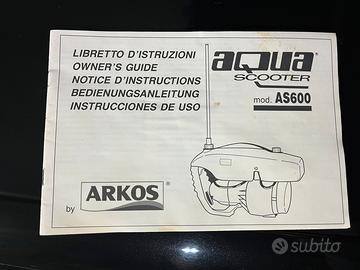 LIBRETTO D'ISTRUZIONI
OWNER'S GUIDE
NOTICE D'INSTRUCTIONS
BEDIENUNGSANLEITUNG
INSTRUCCIONES DE USO
by ARKOS®
aQUa
SCOOTER
mod. AS600
subito